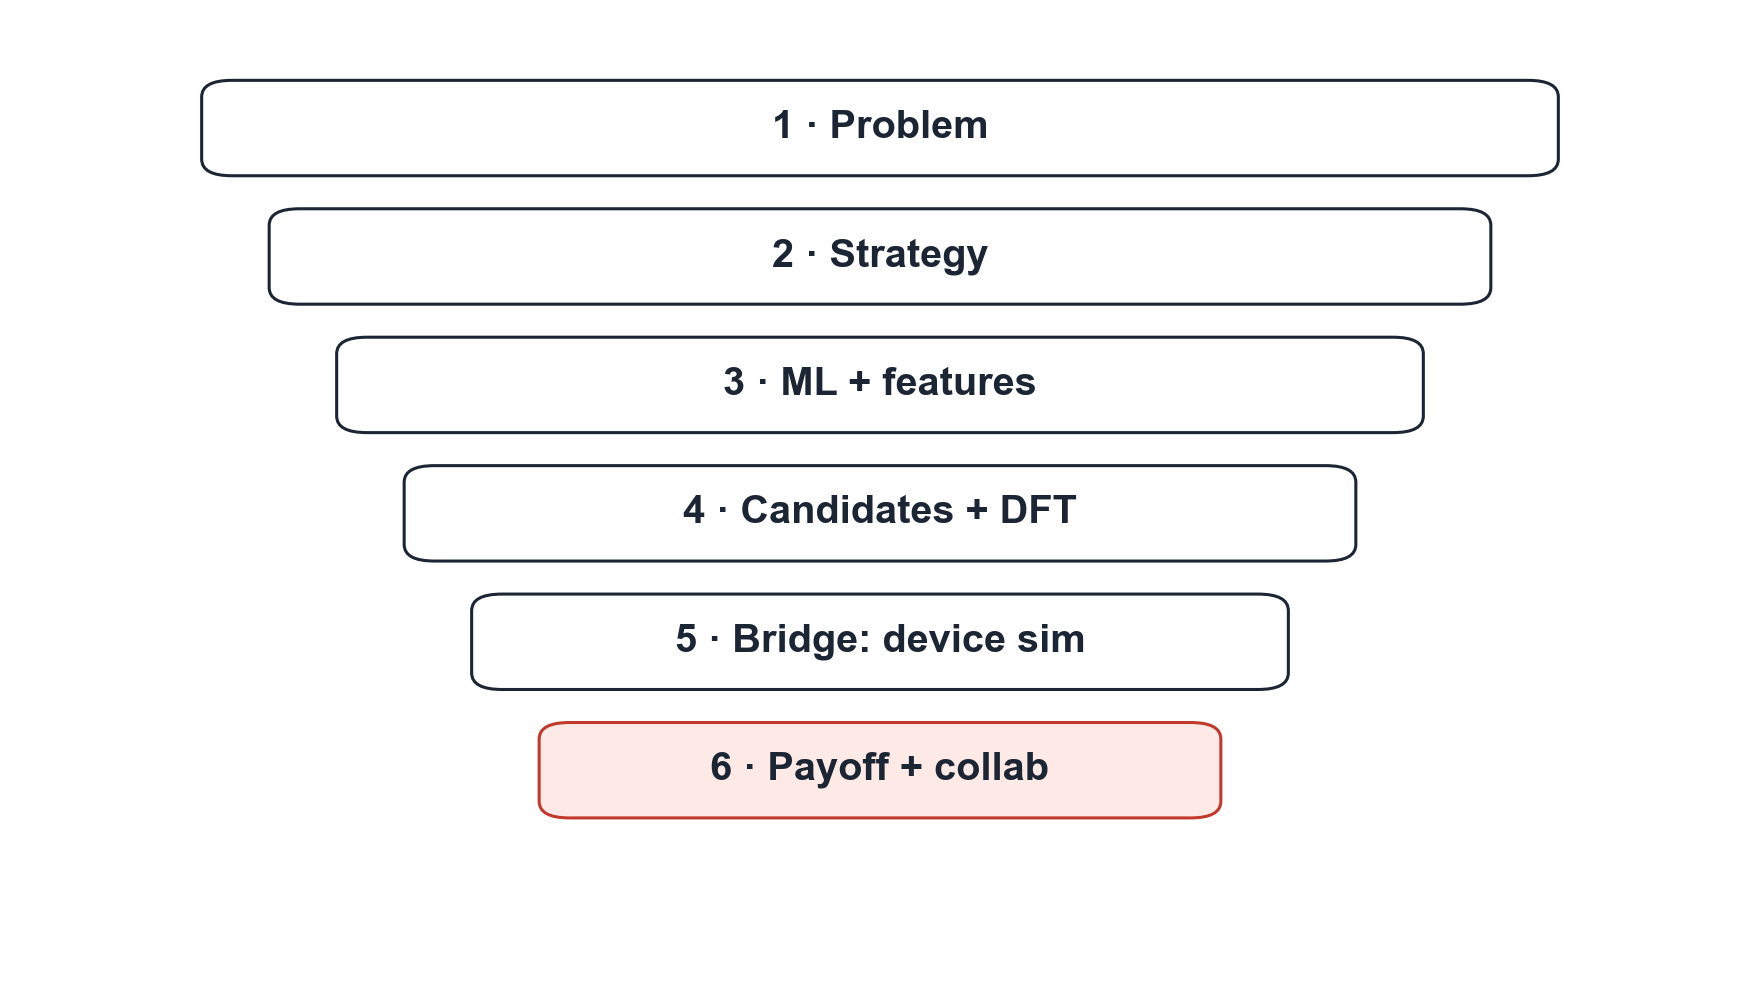 1 · Problem
2 · Strategy
3 · ML + features
4 · Candidates + DFT
5 · Bridge: device sim
6 · Payoff + collab